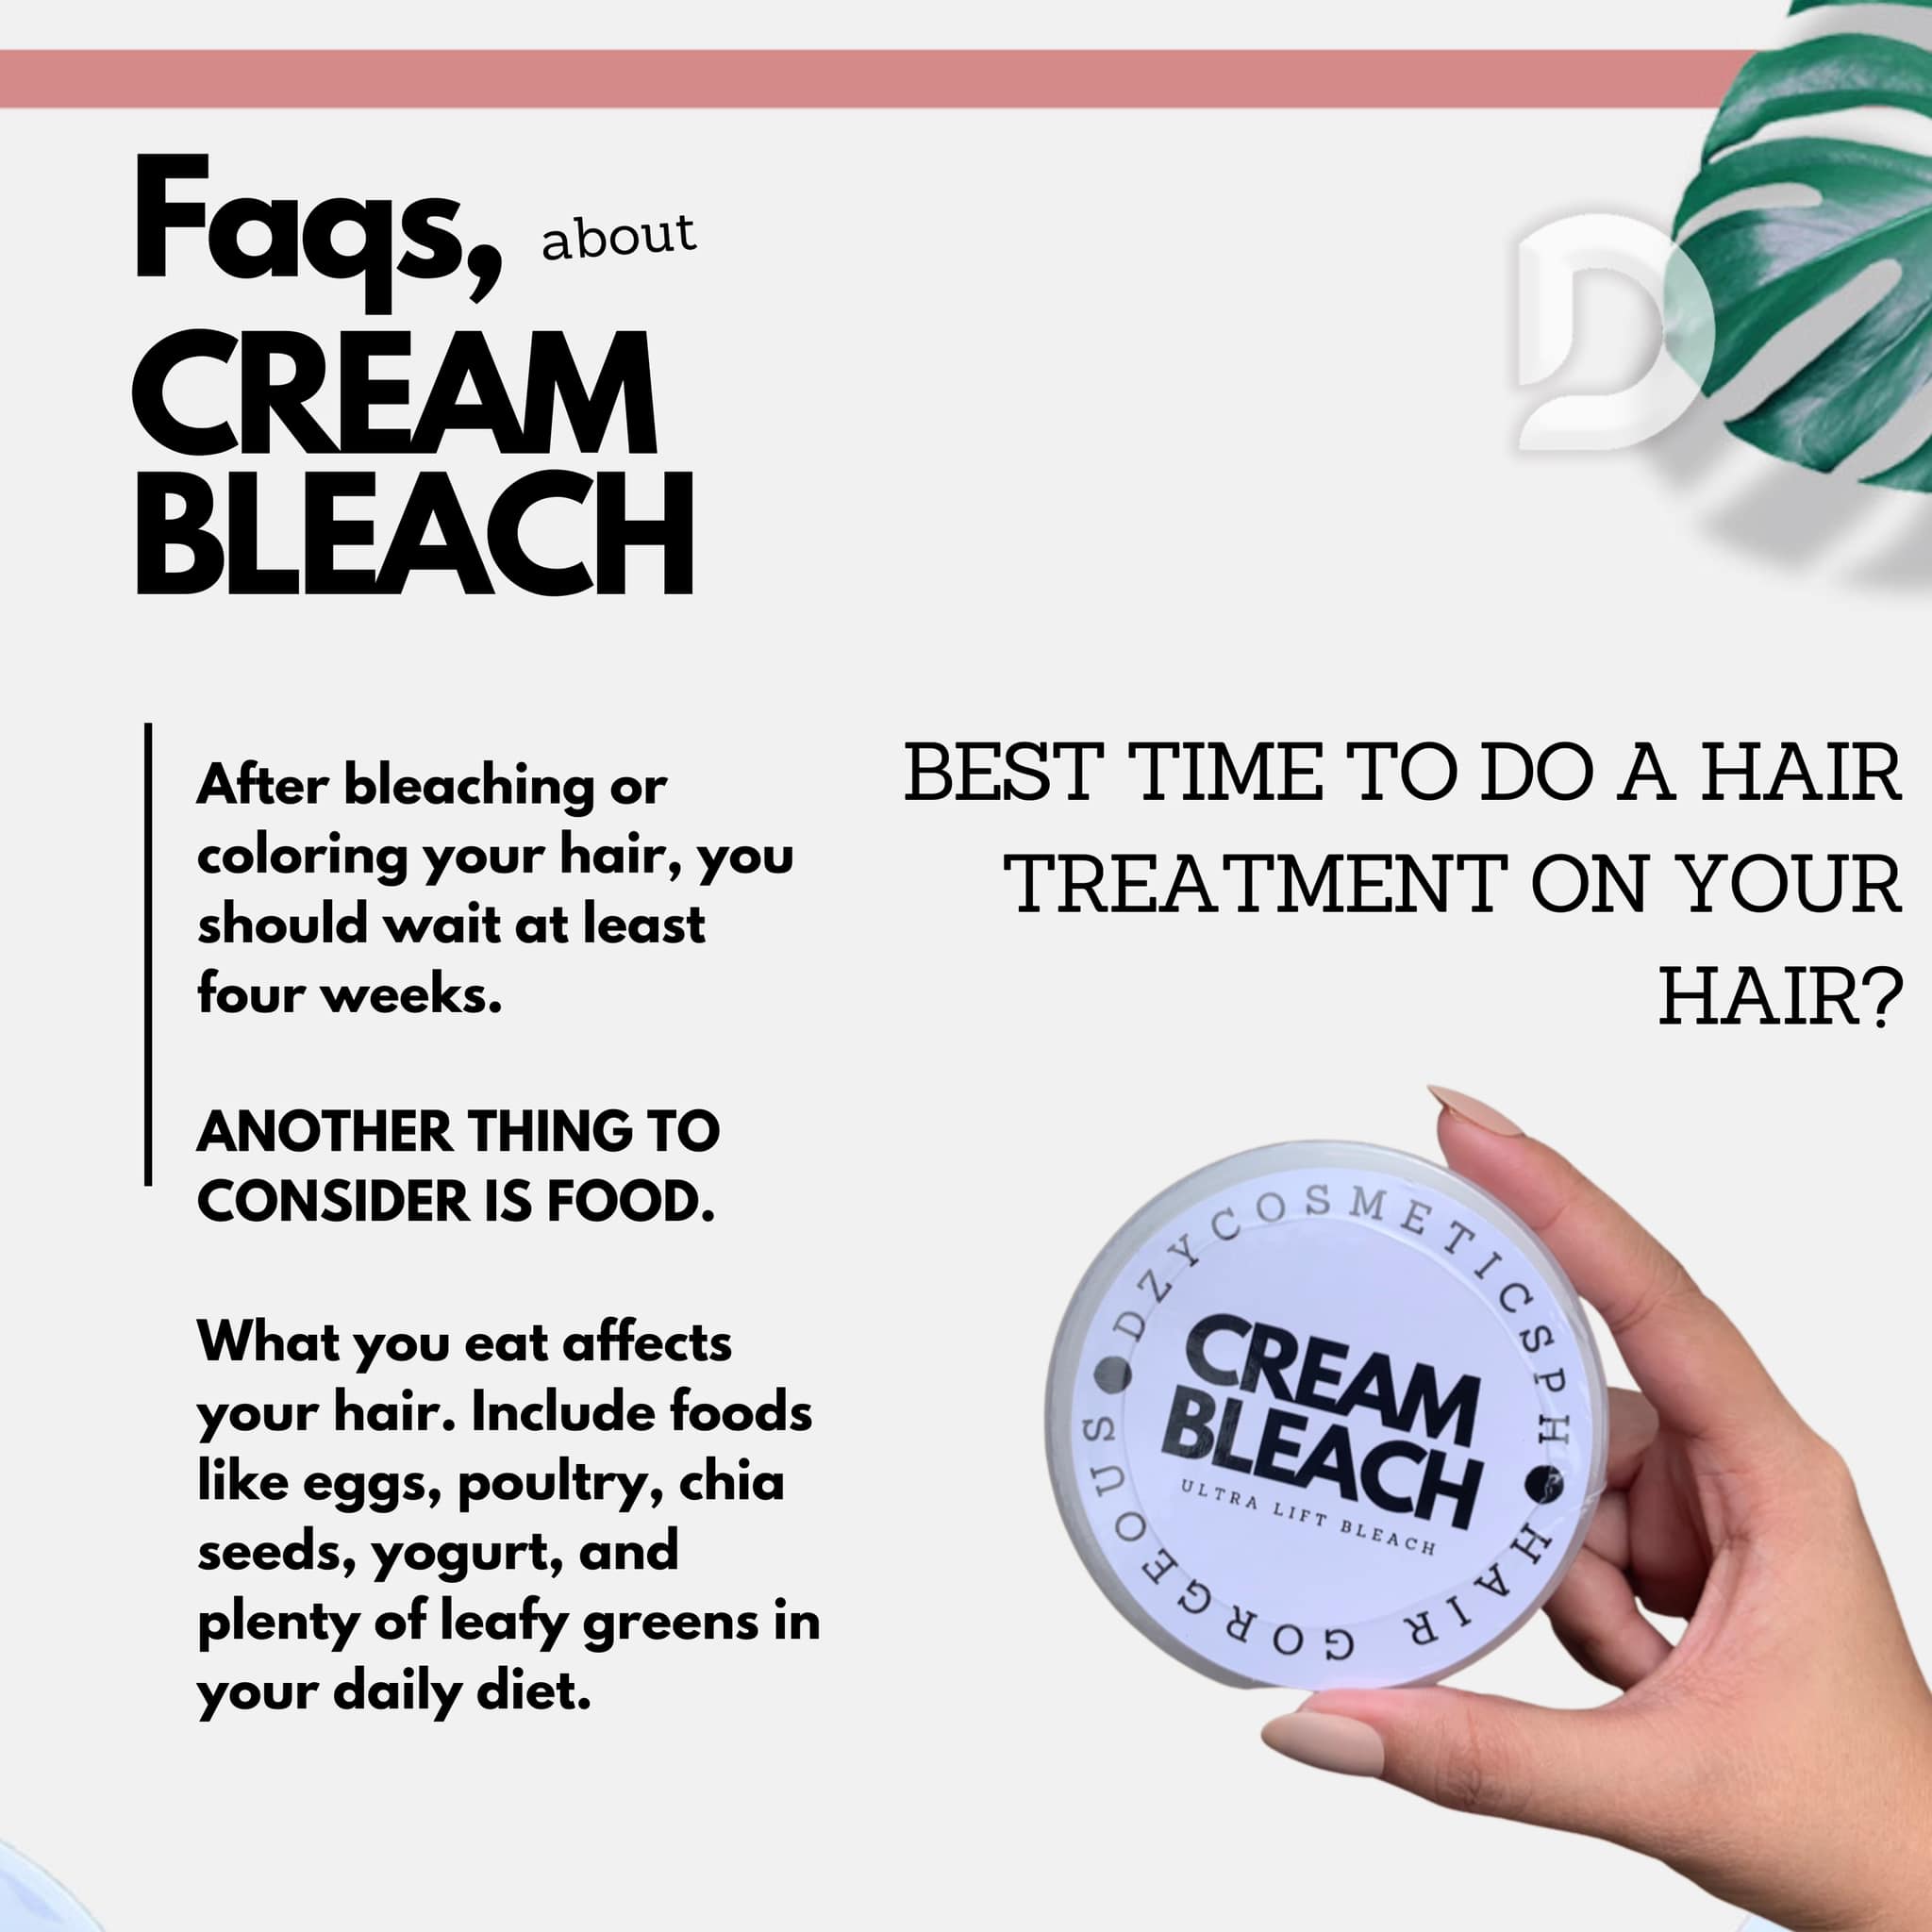 Faqs, about
CREAM
BLEACH
After bleaching or
coloring your hair, you
should wait at least
four weeks.
ANOTHER THING TO
CONSIDER IS FOOD.
What you eat affects
your hair. Include foods
like eggs, poultry, chia
seeds, yogurt, and
plenty of leafy greens in
your daily diet.
BEST TIME TO DO A HAIR
TREATMENT ON YOUR
HAIR?
D
DZYCOSMETICSPH
CREAM
BLEACH
ULTRA LIFT BLEACH
HAIR GORGEOUS